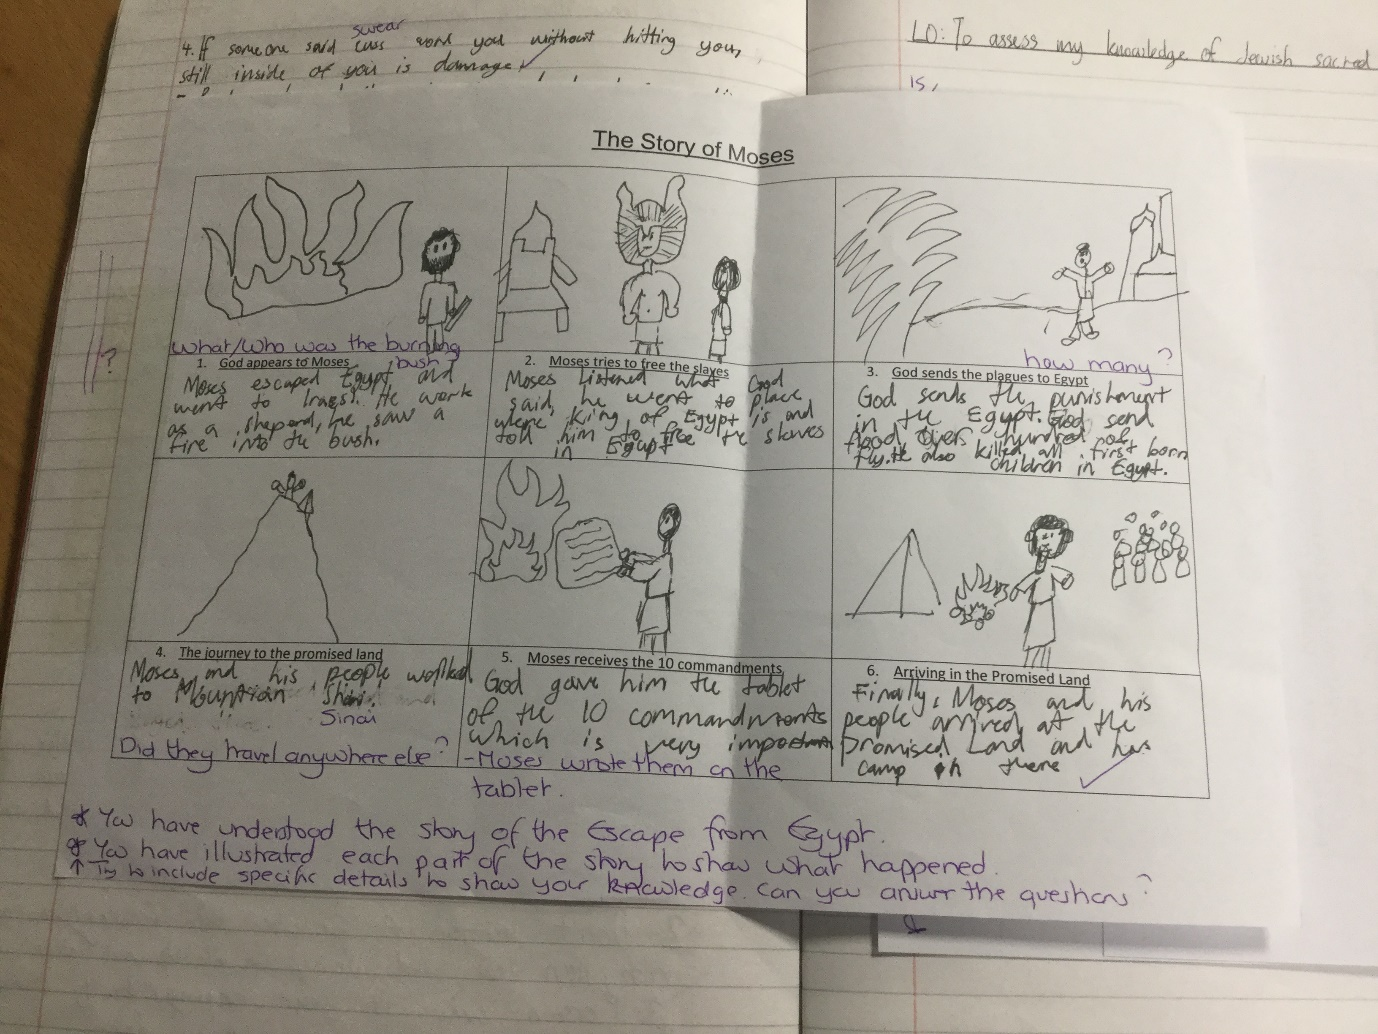 swear
4. If someone said cus word you without hitting you,
still inside of you is damage ✓
LO: To assess my knowledge of Jewish sacred
is,
The Story of Moses
What/Who was the burning
bush?
?
1. God appears to Moses
Moses escaped Egypt and
went to . He work
as a sheperd, he saw a
fire into the bush.
2. Moses tries to free the slaves
Moses listened what God
said, he went to place
were king of Egypt is and
told him to free the slaves
in Egupt
how many?
3. God sends the plagues to Egypt
God sends the punishment
in the Egypt. God send
flood, overs hundred of
fly. He also killed all first born
children in Egypt.
4. The journey to the promised land
Moses and his people walked
to Mountian
Sinai
Did they travel anywhere else?
5. Moses receives the 10 commandments
God gave him the tablet
of the 10 commandments
which is very important
- Moses wrote them on the
tablet.
6. Arriving in the Promised Land
Finally, Moses and his
people arrived at the
promised Land and has
camp in there
✓
* You have understood the story of the Escape from Egypt.
* You have illustrated each part of the story to show what happened.
↑ Try to include specific details to show your knowledge. Can you answer the questions?